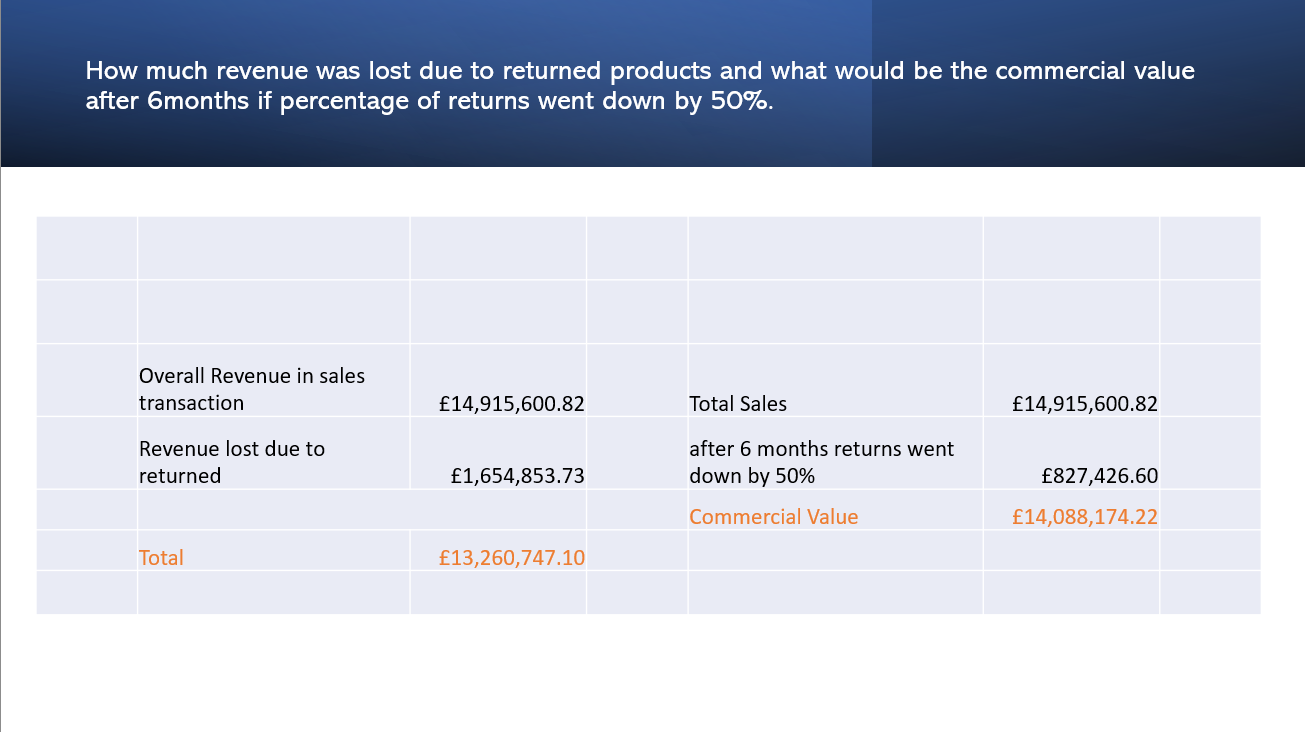 How much revenue was lost due to returned products and what would be the commercial value
after 6months if percentage of returns went down by 50%.
Overall Revenue in sales
transaction
£14,915,600.82
Total Sales
£14,915,600.82
Revenue lost due to
returned
£1,654,853.73
after 6 months returns went
down by 50%
£827,426.60
Commercial Value
£14,088,174.22
Total
£13,260,747.10